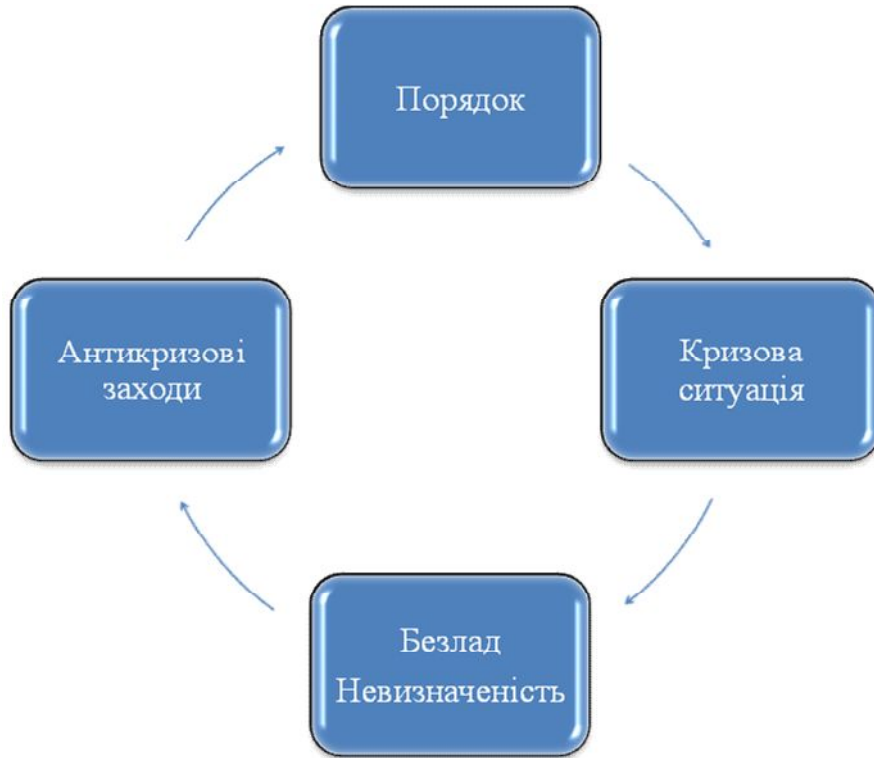 Порядок
Кризова
ситуація
Безлад
Невизначеність
Антикризові
заходи